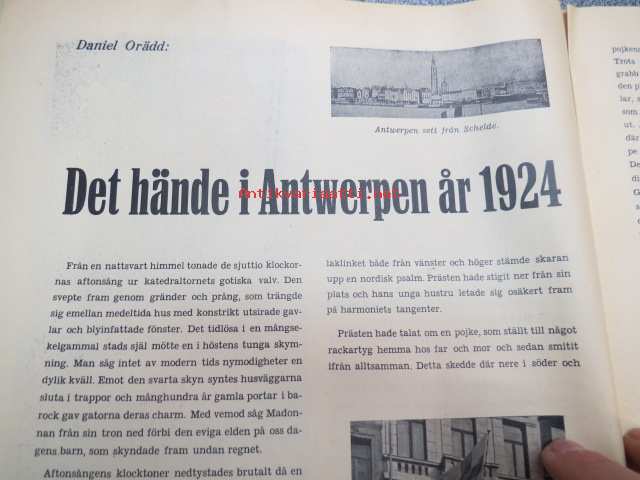 Daniel Orädd:
Antwerpen sett från Schelde.
Det hände i Antwerpen år 1924
Antikvariaatti.net
Från en nattsvart himmel tonade de sjuttio klockor-
nas aftonsång ur katedraltornets gotiska valv. Den
svepte fram genom gränder och prång, som trängde
sig emellan medeltida hus med konstrikt utsirade gav-
lar och blyinfattade fönster. Det tidlösa i en mångse-
kelgammal stads själ mötte en i höstens tunga skym-
ning. Man såg intet av modern tids nymodigheter en
dylik kväll. Emot den svarta skyn syntes husväggarna
sluta i trappor och månghundra år gamla portar i ba-
rock gav gatorna deras charm. Med vemod såg Madon-
nan från sin tron ned förbi den eviga elden på oss da-
gens barn, som skyndade fram undan regnet.
Aftonsångens klocktoner nedtystades brutalt då en
laklinket både från vänster och höger stämde skaran
upp en nordisk psalm. Prästen hade stigit ner från sin
plats och hans unga hustru letade sig osäkert fram
på harmoniets tangenter.
Prästen hade talat om en pojke, som ställt till något
rackartyg hemma hos far och mor och sedan smitit
ifrån alltsamman. Detta skedde där nere i söder och
pojken
Trots
grabb
den p
lar, s
som
ut.
där
pe
De
di
G
s
d